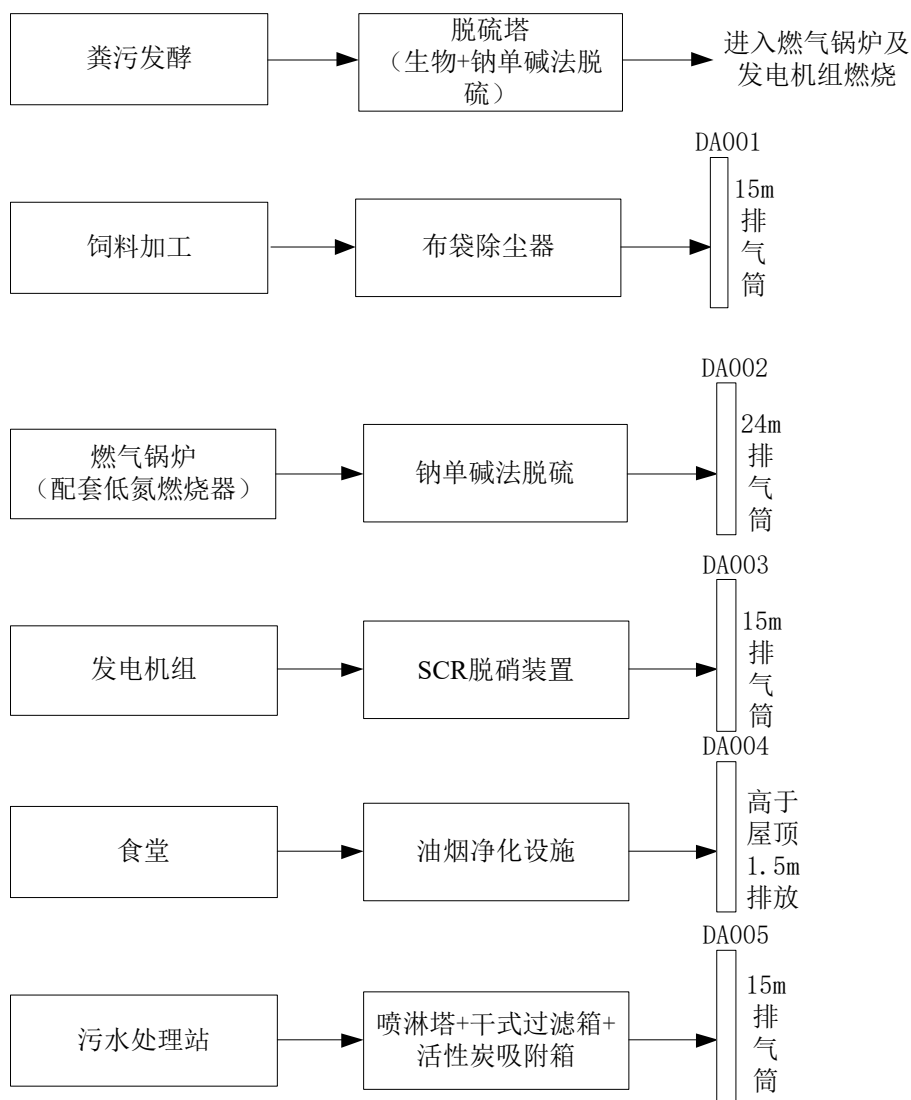 粪污发酵
脱硫塔
（生物+钠单碱法脱
硫）
进入燃气锅炉及
发电机组燃烧
DA001
饲料加工
布袋除尘器
15m
排
气
筒
DA002
燃气锅炉
（配套低氮燃烧器）
钠单碱法脱硫
24m
排
气
筒
DA003
发电机组
SCR脱硝装置
15m
排
气
筒
DA004
食堂
油烟净化设施
高于
屋顶
1.5m
排放
DA005
污水处理站
喷淋塔+干式过滤箱+
活性炭吸附箱
15m
排
气
筒